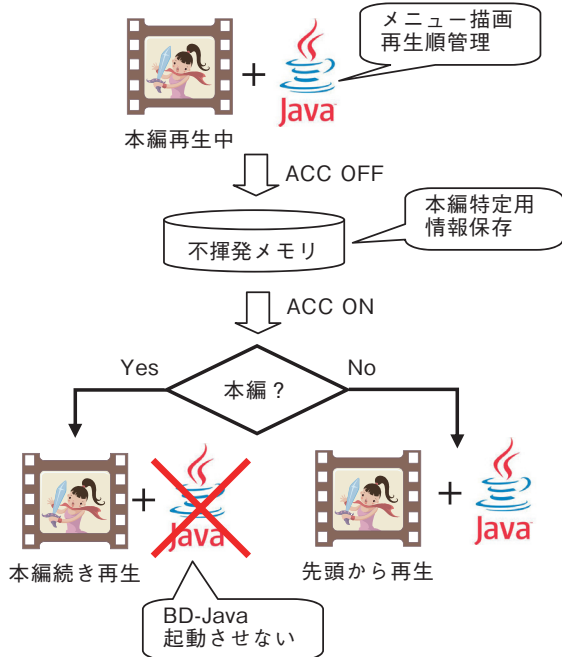 メニュー描画
再生順管理
Java
本編再生中
ACC OFF
本編特定用
情報保存
不揮発メモリ
ACC ON
Yes
No
本編？
Java
Java
本編続き再生
先頭から再生
BD-Java
起動させない